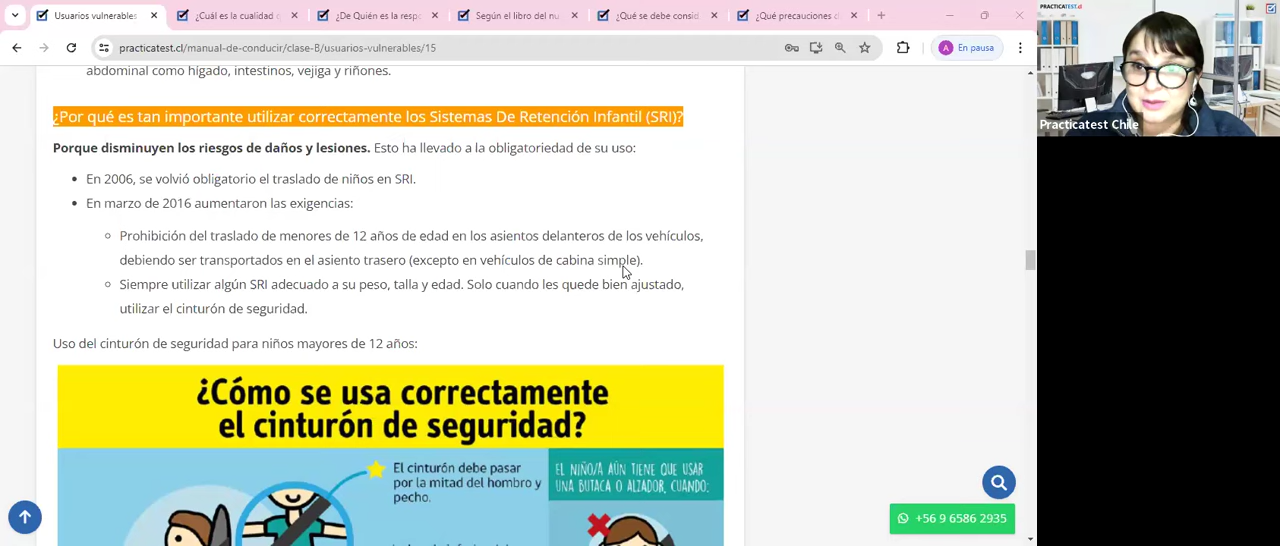 Usuarios vulnerables
¿Cuál es la cualidad
¿De Quién es la resp
Según el libro del nu
¿Qué se debe consid
¿Qué precauciones d
practicatest.cl/manual-de-conducir/clase-B/usuarios-vulnerables/15
A
En pausa
PRACTICATEST.cl
Practicatest Chile
abdominal como hígado, intestinos, vejiga y riñones.
¿Por qué es tan importante utilizar correctamente los Sistemas De Retención Infantil (SRI)?
Porque disminuyen los riesgos de daños y lesiones. Esto ha llevado a la obligatoriedad de su uso:
En 2006, se volvió obligatorio el traslado de niños en SRI.
En marzo de 2016 aumentaron las exigencias:
Prohibición del traslado de menores de 12 años de edad en los asientos delanteros de los vehículos,
debiendo ser transportados en el asiento trasero (excepto en vehículos de cabina simple).
Siempre utilizar algún SRI adecuado a su peso, talla y edad. Solo cuando les quede bien ajustado,
utilizar el cinturón de seguridad.
Uso del cinturón de seguridad para niños mayores de 12 años:
¿Cómo se usa correctamente
el cinturón de seguridad?
El cinturón debe pasar
por la mitad del hombro y
pecho.
EL NIÑO/A AÚN TIENE QUE USAR
UNA BUTACA O ALZADOR, CUANDO:
+56 9 6586 2935